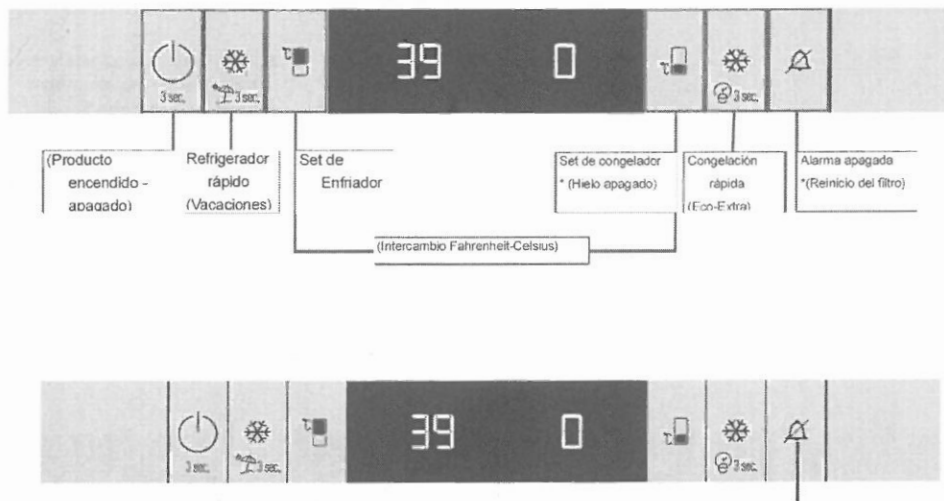 39 0
℃ ℃
3 sec. 3 sec. 3 sec.
(Producto
encendido -
apagado)
Refrigerador
rápido
(Vacaciones)
Set de
Enfriador
Set de congelador
* (Hielo apagado)
Congelación
rápida
(Eco-Extra)
Alarma apagada
*(Reinicio del filtro)
(Intercambio Fahrenheit-Celsius)
39 0
℃ ℃
3 sec. 3 sec. 3 sec.